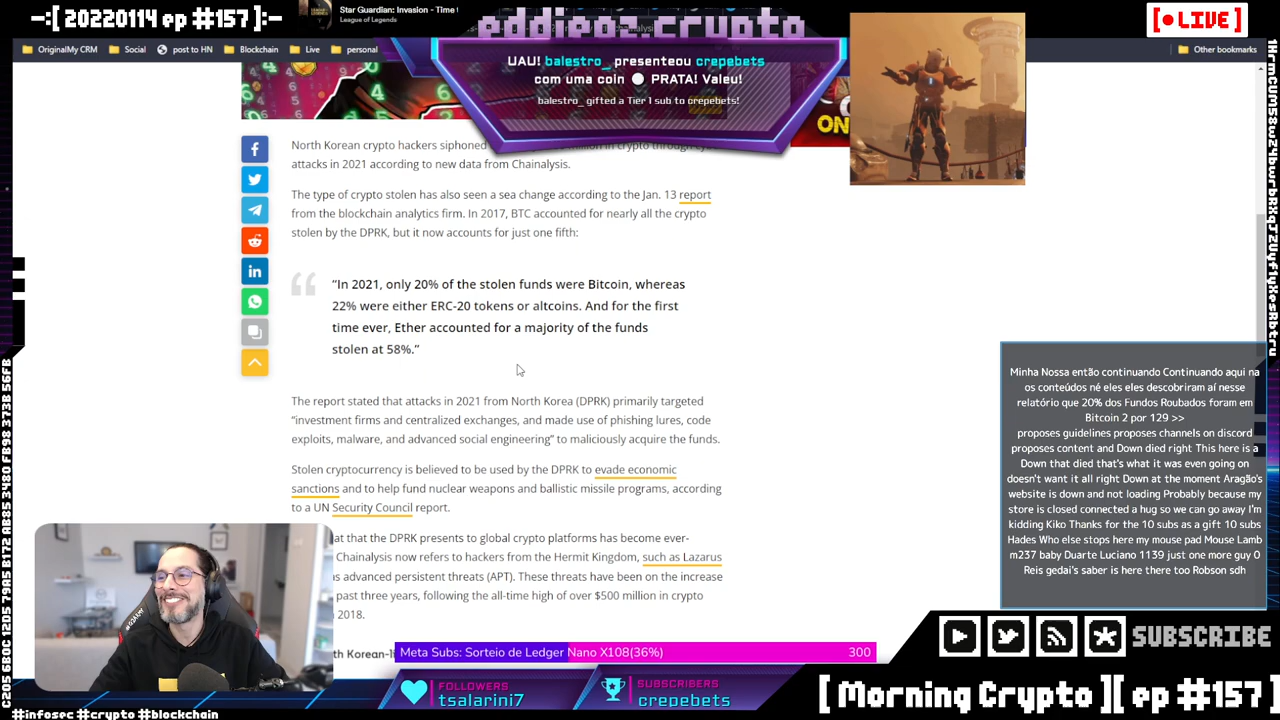 -:[ 20220114 ep #157 ]:-
Star Guardian: Invasion - Time
League of Legends
eddieoz.crypto
[ LIVE ]
OriginalMy CRM
Social
post to HN
Blockchain
Live
personal
Other bookmarks
UAU! balestro_ presenteou crepebets
com uma coin PRATA! Valeu!
balestro_ gifted a Tier 1 sub to crepebets!
North Korean crypto hackers siphoned
in crypto through
attacks in 2021 according to new data from Chainalysis.
The type of crypto stolen has also seen a sea change according to the Jan. 13 report
from the blockchain analytics firm. In 2017, BTC accounted for nearly all the crypto
stolen by the DPRK, but it now accounts for just one fifth:
“In 2021, only 20% of the stolen funds were Bitcoin, whereas
22% were either ERC-20 tokens or altcoins. And for the first
time ever, Ether accounted for a majority of the funds
stolen at 58%.”
The report stated that attacks in 2021 from North Korea (DPRK) primarily targeted
“investment firms and centralized exchanges, and made use of phishing lures, code
exploits, malware, and advanced social engineering” to maliciously acquire the funds.
Stolen cryptocurrency is believed to be used by the DPRK to evade economic
sanctions and to help fund nuclear weapons and ballistic missile programs, according
to a UN Security Council report.
at that the DPRK presents to global crypto platforms has become ever-
Chainalysis now refers to hackers from the Hermit Kingdom, such as Lazarus
s advanced persistent threats (APT). These threats have been on the increase
past three years, following the all-time high of over $500 million in crypto
2018.
th Korean-li
Minha Nossa então continuando Continuando aqui na
os conteúdos né eles eles descobriram aí nesse
relatório que 20% dos Fundos Roubados foram em
Bitcoin 2 por 129 >>
proposes guidelines proposes channels on discord
proposes content and Down died right This here is a
Down that died that's what it was even going on
doesn't want it all right Down at the moment Aragão's
website is down and not loading Probably because my
store is closed connected a hug so we can go away I'm
kidding Kiko Thanks for the 10 subs as a gift 10 subs
Hades Who else stops here my mouse pad Mouse Lamb
m237 baby Duarte Luciano 1139 just one more guy 0
Reis gedai's saber is here there too Robson sdh
Meta Subs: Sorteio de Ledger Nano X
108(36%)
300
FOLLOWERS
tsalarini7
SUBSCRIBERS
crepebets
SUBSCRIBE
[ Morning Crypto ][ ep #157 ]
#infosec #crypto #blockchain